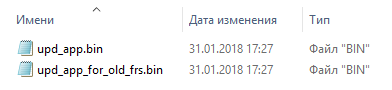 Имени Дата изменения Тип
upd_app.bin 31.01.2018 17:27 Файл "BIN"
upd_app_for_old_frs.bin 31.01.2018 17:27 Файл "BIN"